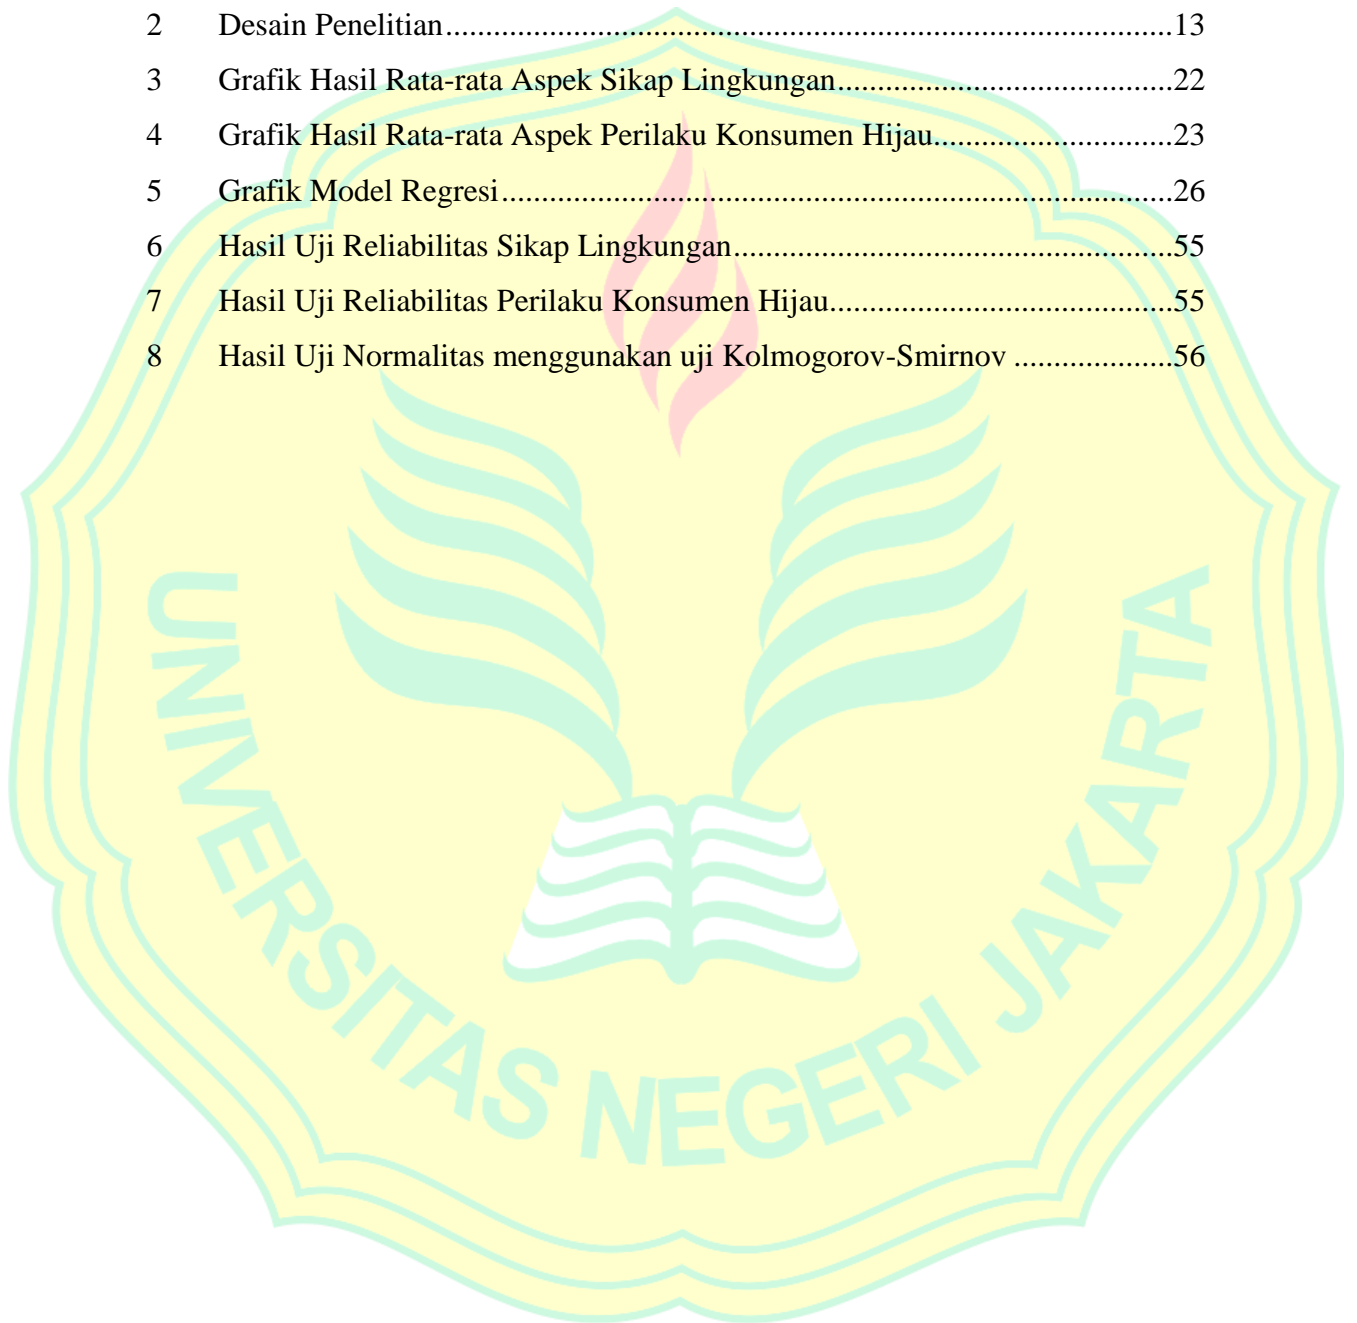 2 Desain Penelitian...........................................................................................13
3 Grafik Hasil Rata-rata Aspek Sikap Lingkungan..........................................22
4 Grafik Hasil Rata-rata Aspek Perilaku Konsumen Hijau..............................23
5 Grafik Model Regresi....................................................................................26
6 Hasil Uji Reliabilitas Sikap Lingkungan.......................................................55
7 Hasil Uji Reliabilitas Perilaku Konsumen Hijau...........................................55
8 Hasil Uji Normalitas menggunakan uji Kolmogorov-Smirnov ....................56
UNIVERSITAS NEGERI JAKARTA